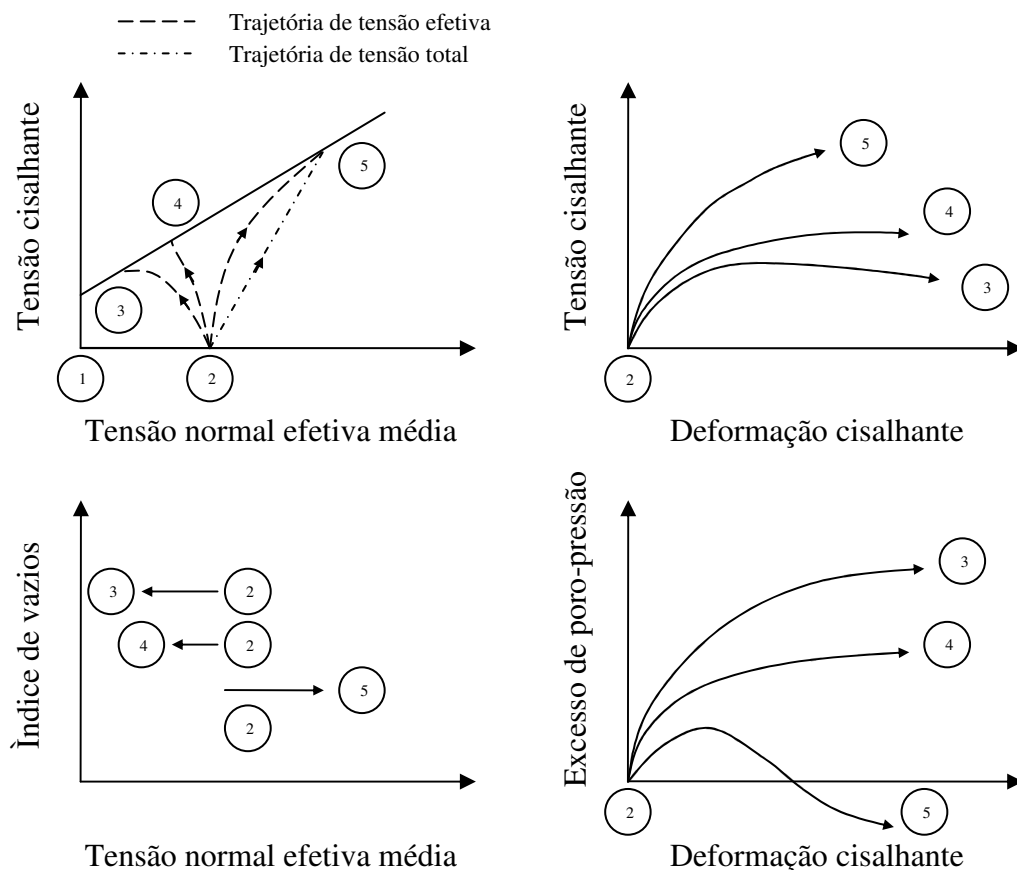 Trajetória de tensão efetiva
Trajetória de tensão total
Tensão cisalhante
5
4
3
1
2
Tensão normal efetiva média
Tensão cisalhante
5
4
3
2
Deformação cisalhante
Ìndice de vazios
3
2
4
2
5
2
Tensão normal efetiva média
Excesso de poro-pressão
3
4
2
5
Deformação cisalhante